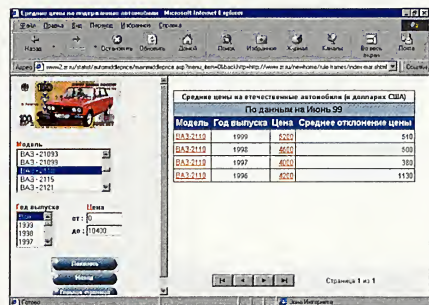 Средние цены на подержанные автомобили - Microsoft Internet Explorer
Файл Правка Вид Переход Избранное Справка
Назад Остановить Обновить Домой Поиск Избранное Журнал Каналы Во весь экран Почта
Адрес
Ссылки
Средние цены на отечественные автомобили (в долларах США)
По данным на Июнь 99
Модель Год выпуска Цена Среднее отклонение цены
ВАЗ-2110 1999 5200 510
ВАЗ-2110 1998 4600 500
ВАЗ-2110 1997 4000 380
ВАЗ-2110 1996 4200 1130
Модель
ВАЗ-21093
ВАЗ-21099
ВАЗ-2110
ВАЗ-2115
ВАЗ-2121
Год выпуска Цена
1999
1998
1997
от: 0
до: 10400
Показать
Меню
Страница 1 из 1
Готово
Зона Интернета